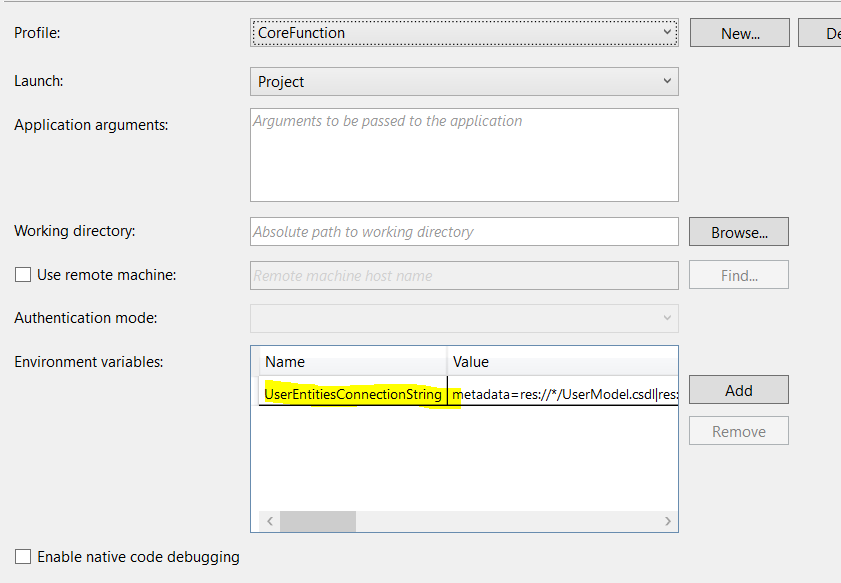 Profile: CoreFunction New... De
Launch: Project
Application arguments: Arguments to be passed to the application
Working directory: Absolute path to working directory Browse...
Use remote machine: Remote machine host name Find...
Authentication mode:
Environment variables: Name Value
UserEntitiesConnectionString metadata=res://*/UserModel.csdl|res: Add
Remove
Enable native code debugging